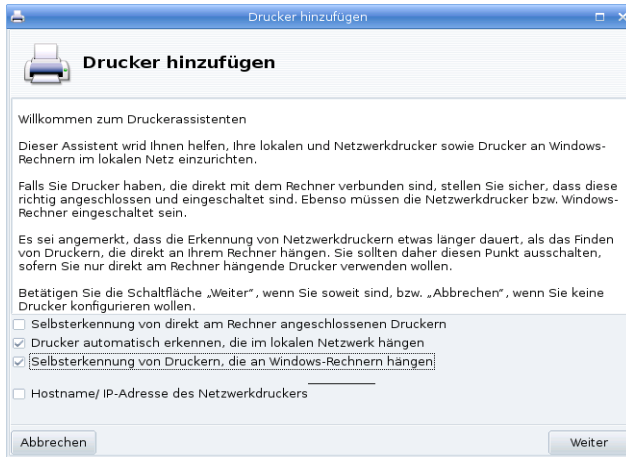 Drucker hinzufügen
Drucker hinzufügen
Willkommen zum Druckerassistenten
Dieser Assistent wrid Ihnen helfen, Ihre lokalen und Netzwerkdrucker sowie Drucker an Windows-
Rechnern im lokalen Netz einzurichten.
Falls Sie Drucker haben, die direkt mit dem Rechner verbunden sind, stellen Sie sicher, dass diese
richtig angeschlossen und eingeschaltet sind. Ebenso müssen die Netzwerkdrucker bzw. Windows-
Rechner eingeschaltet sein.
Es sei angemerkt, dass die Erkennung von Netzwerkdruckern etwas länger dauert, als das Finden
von Druckern, die direkt an Ihrem Rechner hängen. Sie sollten daher diesen Punkt ausschalten,
sofern Sie nur direkt am Rechner hängende Drucker verwenden wollen.
Betätigen Sie die Schaltfläche „Weiter", wenn Sie soweit sind, bzw. „Abbrechen", wenn Sie keine
Drucker konfigurieren wollen.
Selbsterkennung von direkt am Rechner angeschlossenen Druckern
Drucker automatisch erkennen, die im lokalen Netzwerk hängen
Selbsterkennung von Druckern, die an Windows-Rechnern hängen
Hostname/ IP-Adresse des Netzwerkdruckers
Abbrechen
Weiter